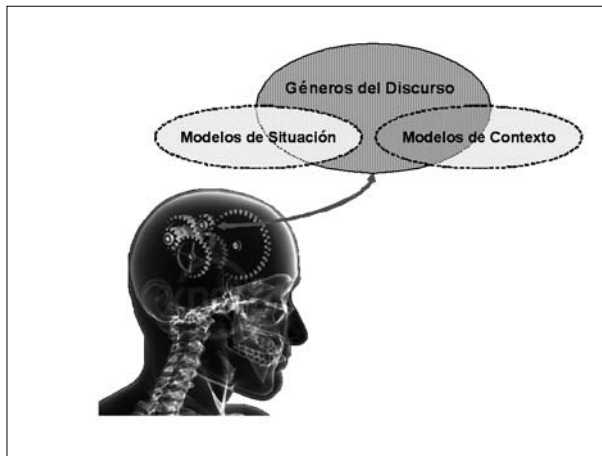 Géneros del Discurso
Modelos de Situación
Modelos de Contexto